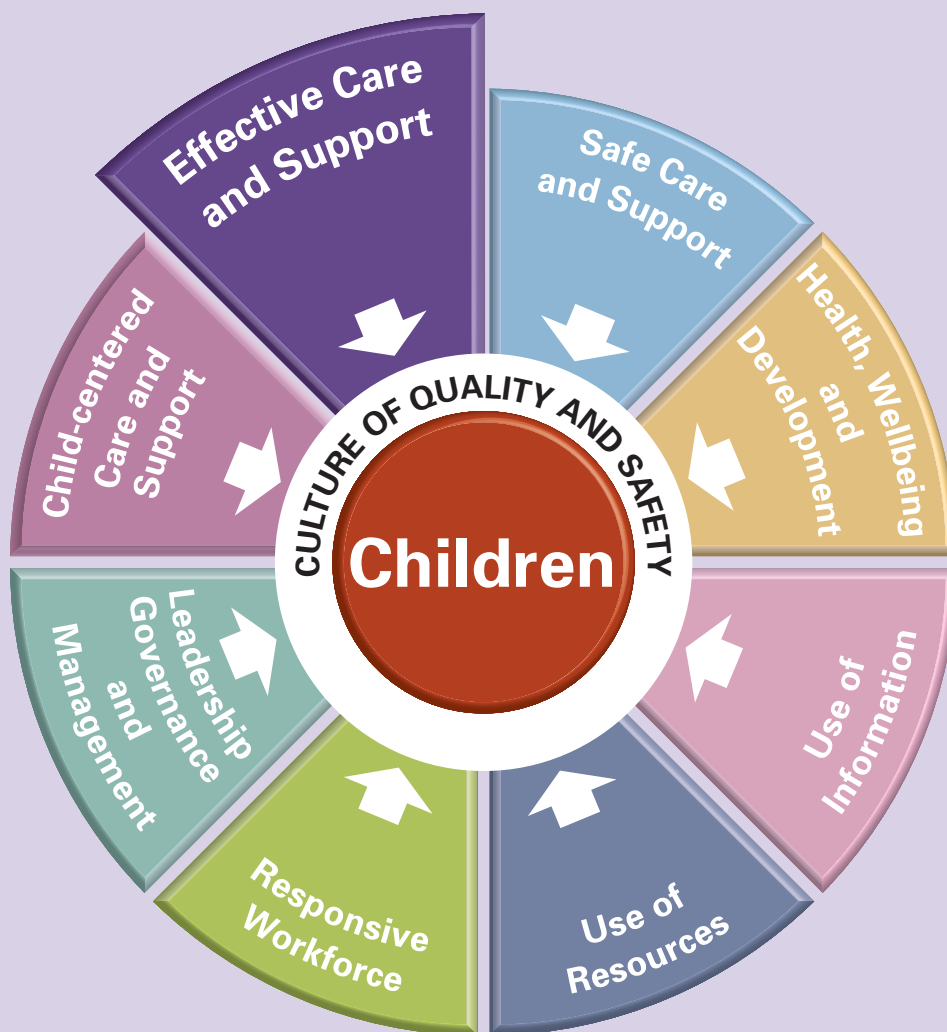 Effective Care
and Support
Safe Care
and Support
Health, Wellbeing
and
Development
Use of
Information
Use of
Resources
Responsive
Workforce
Leadership
Governance
and
Management
Child-centered
Care and
Support
CULTURE OF QUALITY AND SAFETY
Children